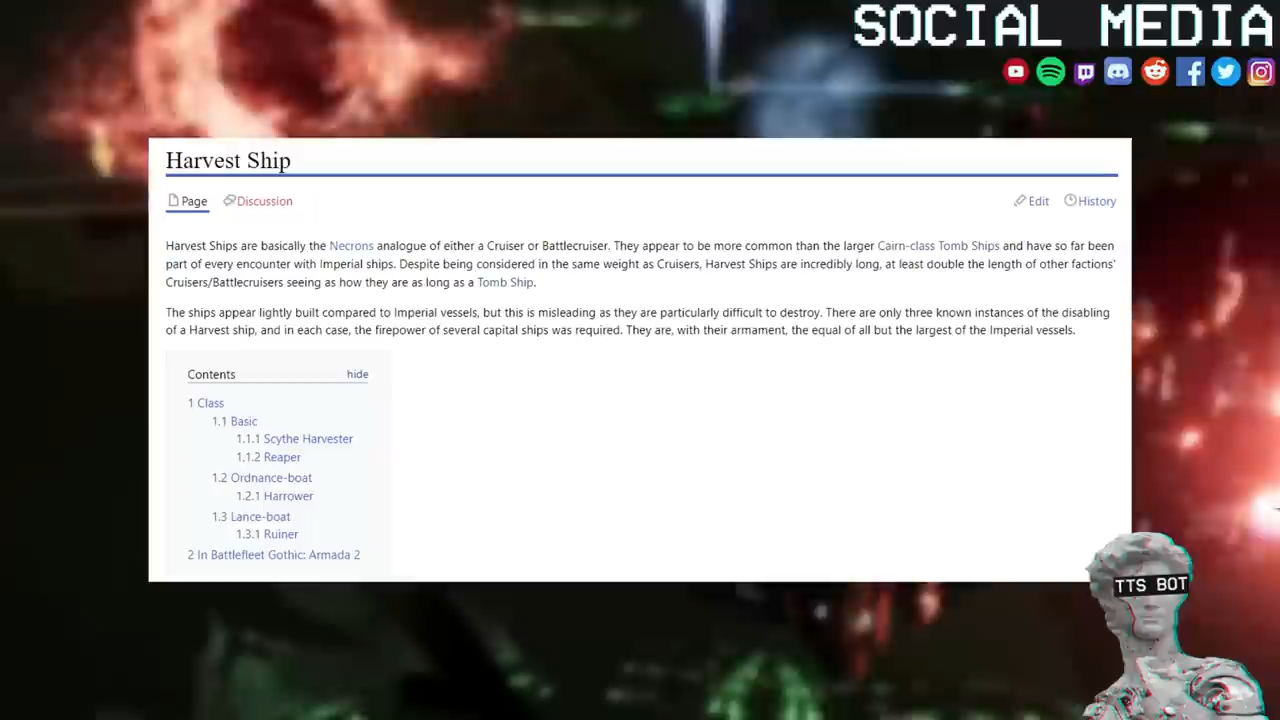 SOCIAL MEDIA
Harvest Ship
Page Discussion Edit History
Harvest Ships are basically the Necrons analogue of either a Cruiser or Battlecruiser. They appear to be more common than the larger Cairn-class Tomb Ships and have so far been
part of every encounter with Imperial ships. Despite being considered in the same weight as Cruisers, Harvest Ships are incredibly long, at least double the length of other factions'
Cruisers/Battlecruisers seeing as how they are as long as a Tomb Ship.
The ships appear lightly built compared to Imperial vessels, but this is misleading as they are particularly difficult to destroy. There are only three known instances of the disabling
of a Harvest ship, and in each case, the firepower of several capital ships was required. They are, with their armament, the equal of all but the largest of the Imperial vessels.
Contents hide
1 Class
1.1 Basic
1.1.1 Scythe Harvester
1.1.2 Reaper
1.2 Ordnance-boat
1.2.1 Harrower
1.3 Lance-boat
1.3.1 Ruiner
2 In Battlefleet Gothic: Armada 2
TTS BOT